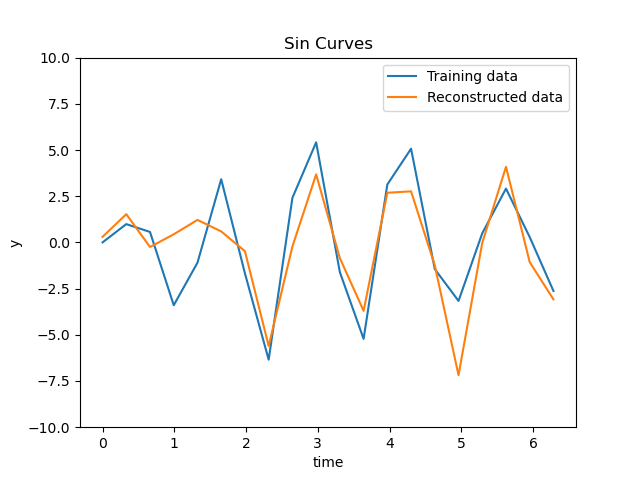 Sin Curves
Training data
Reconstructed data
10.0
7.5
5.0
2.5
0.0
−2.5
−5.0
−7.5
−10.0
y
0 1 2 3 4 5 6
time